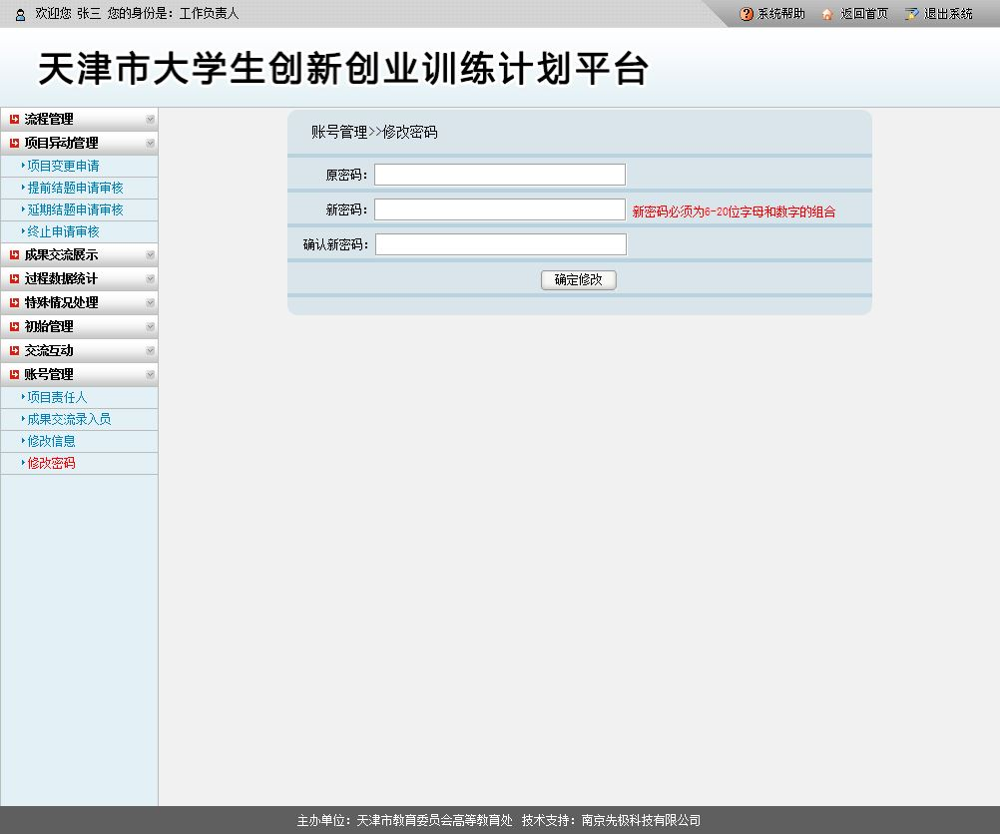 欢迎您 张三 您的身份是：工作负责人
系统帮助 返回首页 退出系统
天津市大学生创新创业训练计划平台
流程管理
项目异动管理
项目变更申请
提前结题申请审核
延期结题申请审核
终止申请审核
成果交流展示
过程数据统计
特殊情况处理
初始管理
交流互动
账号管理
项目责任人
成果交流录入员
修改信息
修改密码
账号管理>>修改密码
原密码：
新密码：
新密码必须为6-20位字母和数字的组合
确认新密码：
确定修改
主办单位：天津市教育委员会高等教育处 技术支持：南京先极科技有限公司